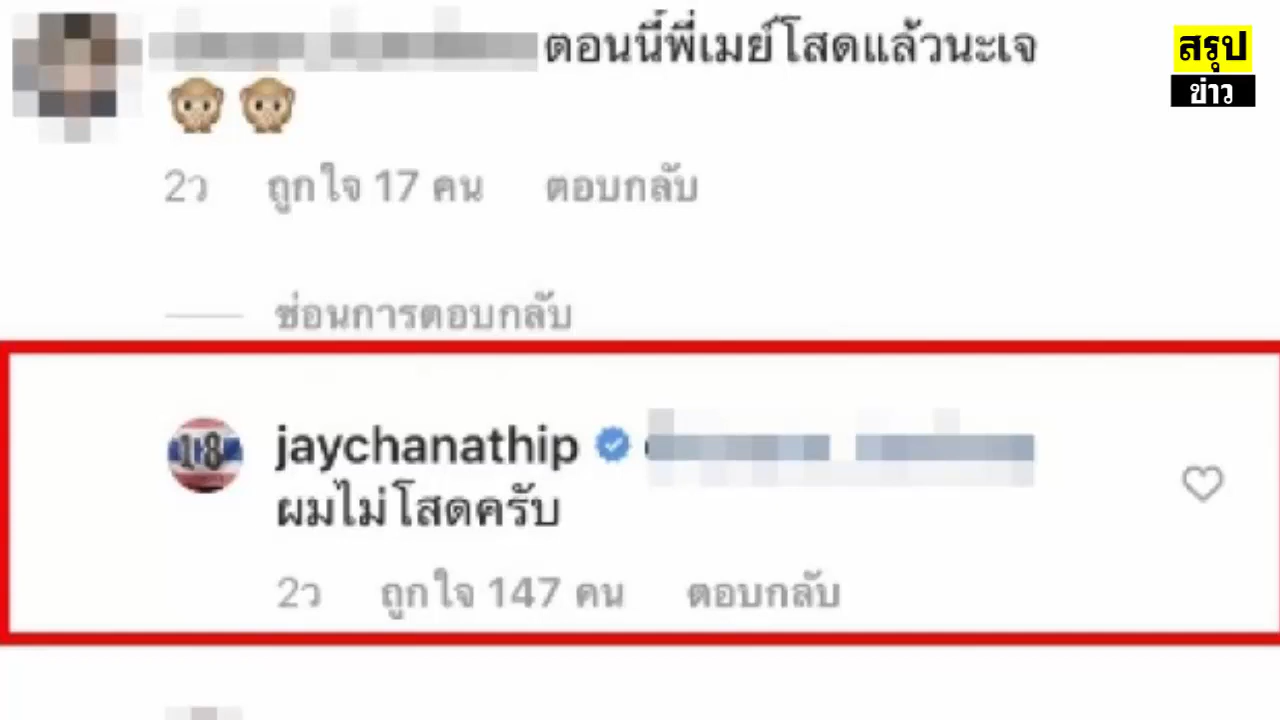 สรุป
ข่าว
ตอนนี้พี่เมย์โสดแล้วนะเจ
2ว ถูกใจ 17 คน ตอบกลับ
ซ่อนการตอบกลับ
18
jaychanathip
ผมไม่โสดครับ
2ว ถูกใจ 147 คน ตอบกลับ